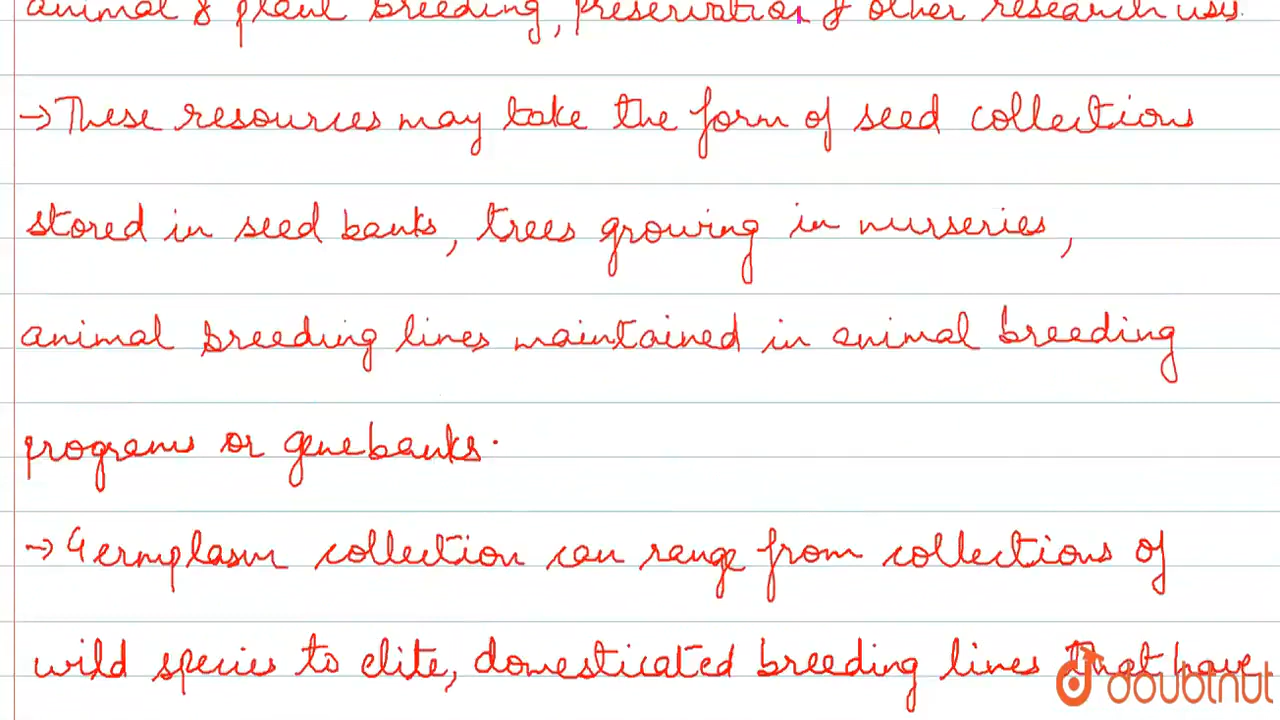 animal & plant breeding, preservation & other research uses.
→ These resources may take the form of seed collections
stored in seed banks, trees growing in nurseries,
animal breeding lines maintained in animal breeding
programs or genebanks.
→ Germplasm collection can range from collections of
wild species to elite, domesticated breeding lines that have
doubtnut